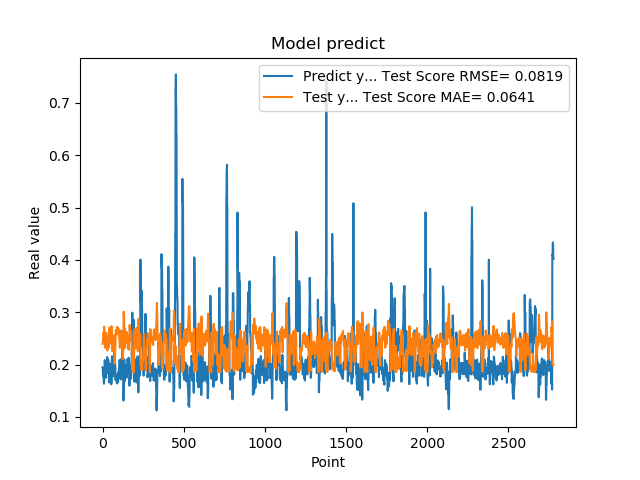 Model predict
Predict y... Test Score RMSE= 0.0819
Test y... Test Score MAE= 0.0641
0.7
0.6
0.5
0.4
0.3
0.2
0.1
Real value
0 500 1000 1500 2000 2500
Point